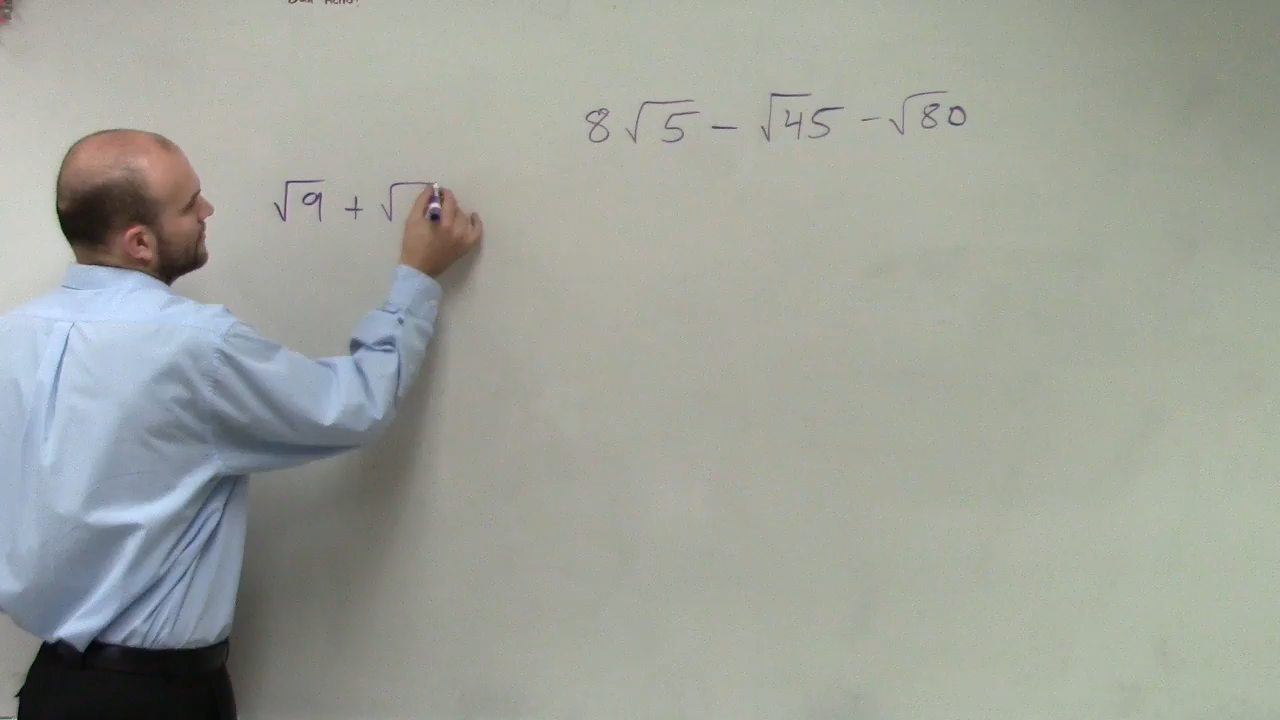 8√5 - √45 - √80
√9 + √